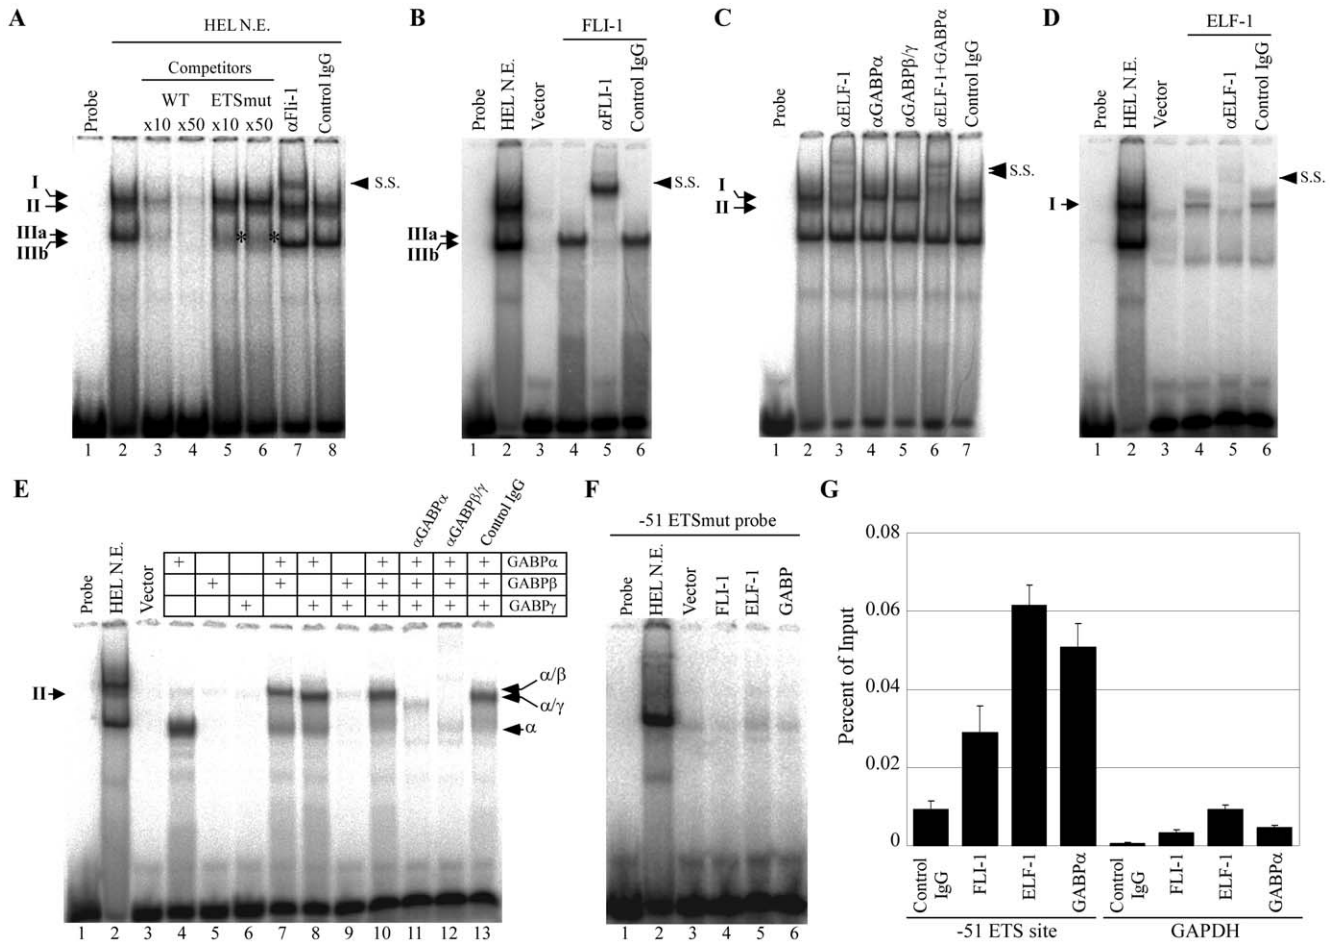 A
HEL N.E.
Competitors
WT ETSmut
Probe
x10 x50 x10 x50
αFli-1
Control IgG
I
II
IIIa
IIIb
S.S.
* *
1 2 3 4 5 6 7 8
B
FLI-1
Probe
HEL N.E.
Vector
αFLI-1
Control IgG
IIIa
IIIb
S.S.
1 2 3 4 5 6
C
Probe
HEL N.E.
αELF-1
αGABPα
αGABPβ/γ
αELF-1+GABPα
Control IgG
I
II
S.S.
1 2 3 4 5 6 7
D
ELF-1
Probe
HEL N.E.
Vector
αELF-1
Control IgG
I
S.S.
1 2 3 4 5 6
E
Probe
HEL N.E.
Vector
αGABPα
αGABPβ/γ
Control IgG
+ + + + + + + GABPα
+ + + + + + + GABPβ
+ + + + + + + GABPγ
II
α/β
α/γ
α
1 2 3 4 5 6 7 8 9 10 11 12 13
F
-51 ETSmut probe
Probe
HEL N.E.
Vector
FLI-1
ELF-1
GABP
1 2 3 4 5 6
G
Percent of Input
0.08
0.06
0.04
0.02
0
Control IgG
FLI-1
ELF-1
GABPα
Control IgG
FLI-1
ELF-1
GABPα
-51 ETS site GAPDH